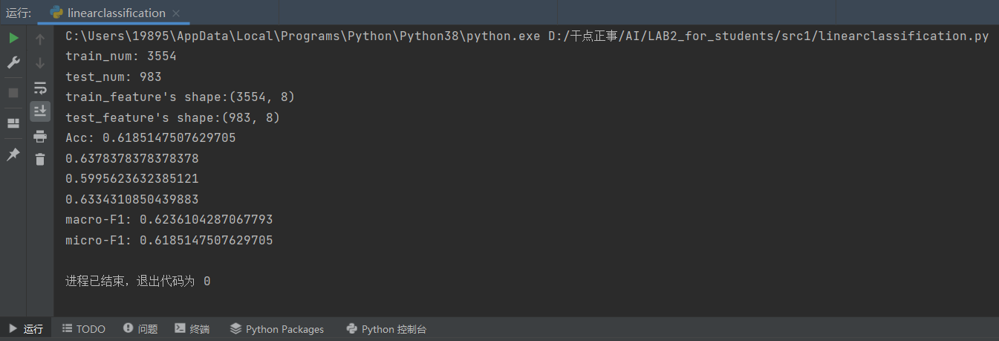 运行: linearclassification
C:\Users\19895\AppData\Local\Programs\Python\Python38\python.exe D:/干点正事/AI/LAB2_for_students/src1/linearclassification.py
train_num: 3554
test_num: 983
train_feature's shape:(3554, 8)
test_feature's shape:(983, 8)
Acc: 0.6185147507629705
0.6378378378378378
0.5995623632385121
0.6334310850439883
macro-F1: 0.6236104287067793
micro-F1: 0.6185147507629705
进程已结束，退出代码为 0
运行 TODO 问题 终端 Python Packages Python 控制台